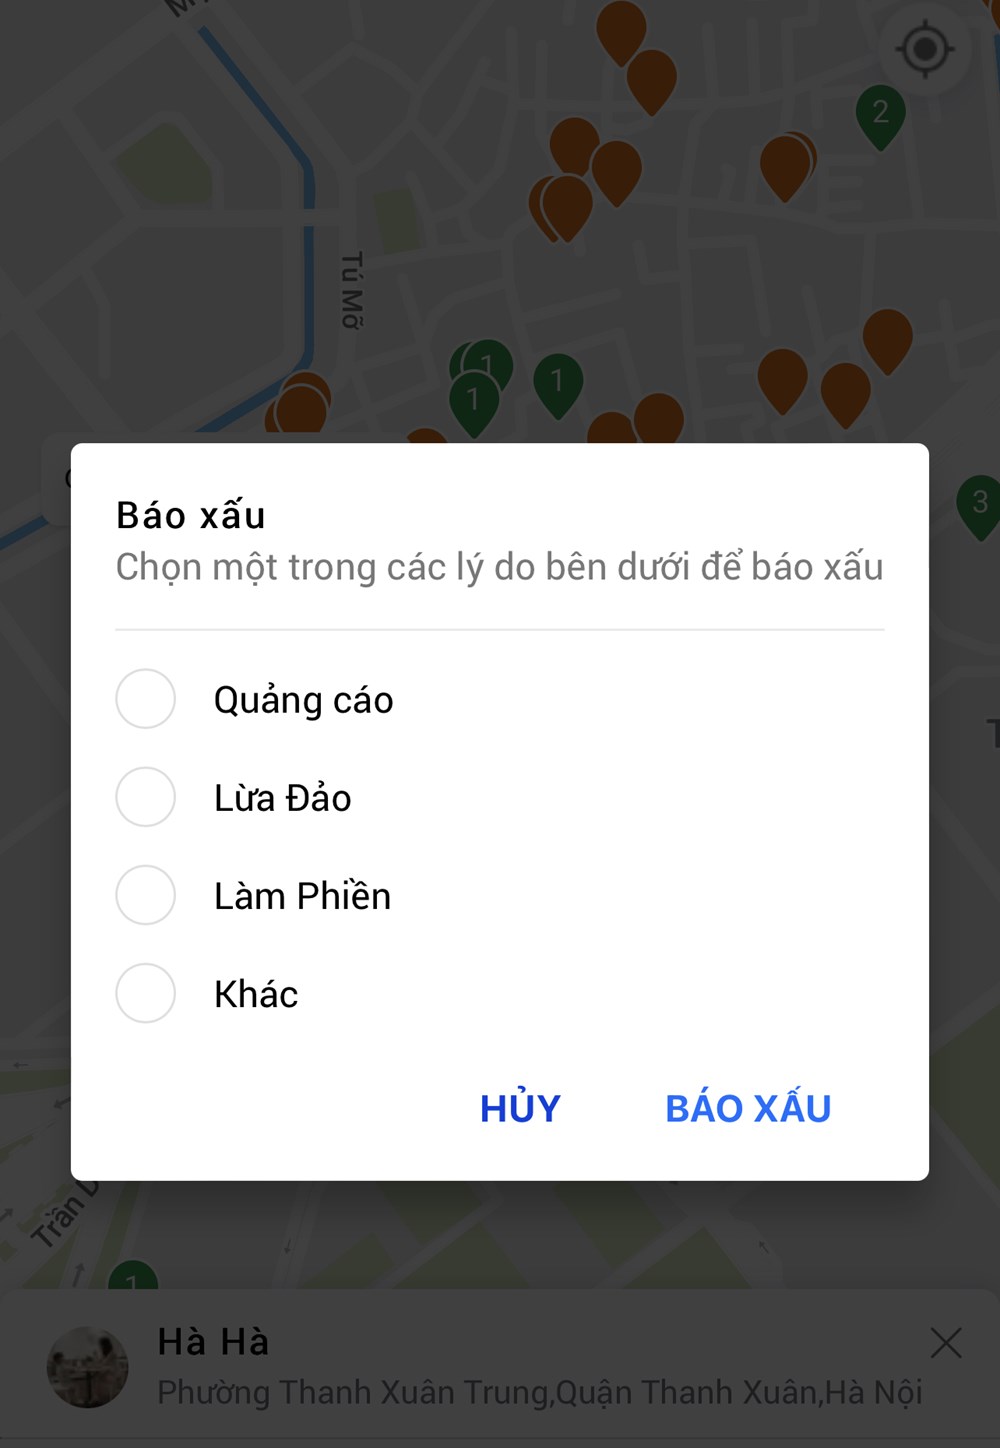 2
Tú Mỡ
1
1
1
3
Báo xấu
Chọn một trong các lý do bên dưới để báo xấu
Quảng cáo
Lừa Đảo
Làm Phiền
Khác
HỦY
BÁO XẤU
Trần
1
Hà Hà
Phường Thanh Xuân Trung,Quận Thanh Xuân,Hà Nội